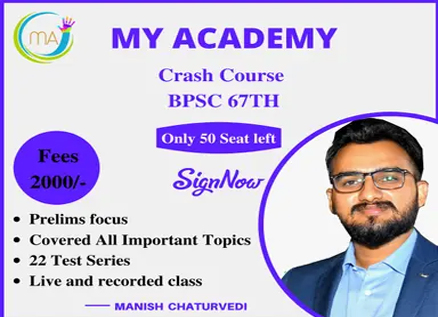 MA
MY ACADEMY
Crash Course
BPSC 67TH
Only 50 Seat left
Fees
2000/-
SignNow
Prelims focus
Covered All Important Topics
22 Test Series
Live and recorded class
MANISH CHATURVEDI